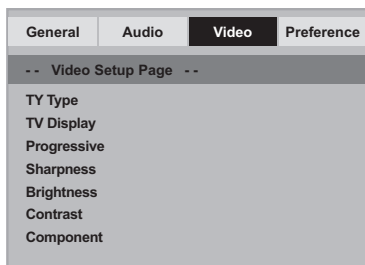 General Audio Video Preference
- - Video Setup Page - -
TY Type
TV Display
Progressive
Sharpness
Brightness
Contrast
Component